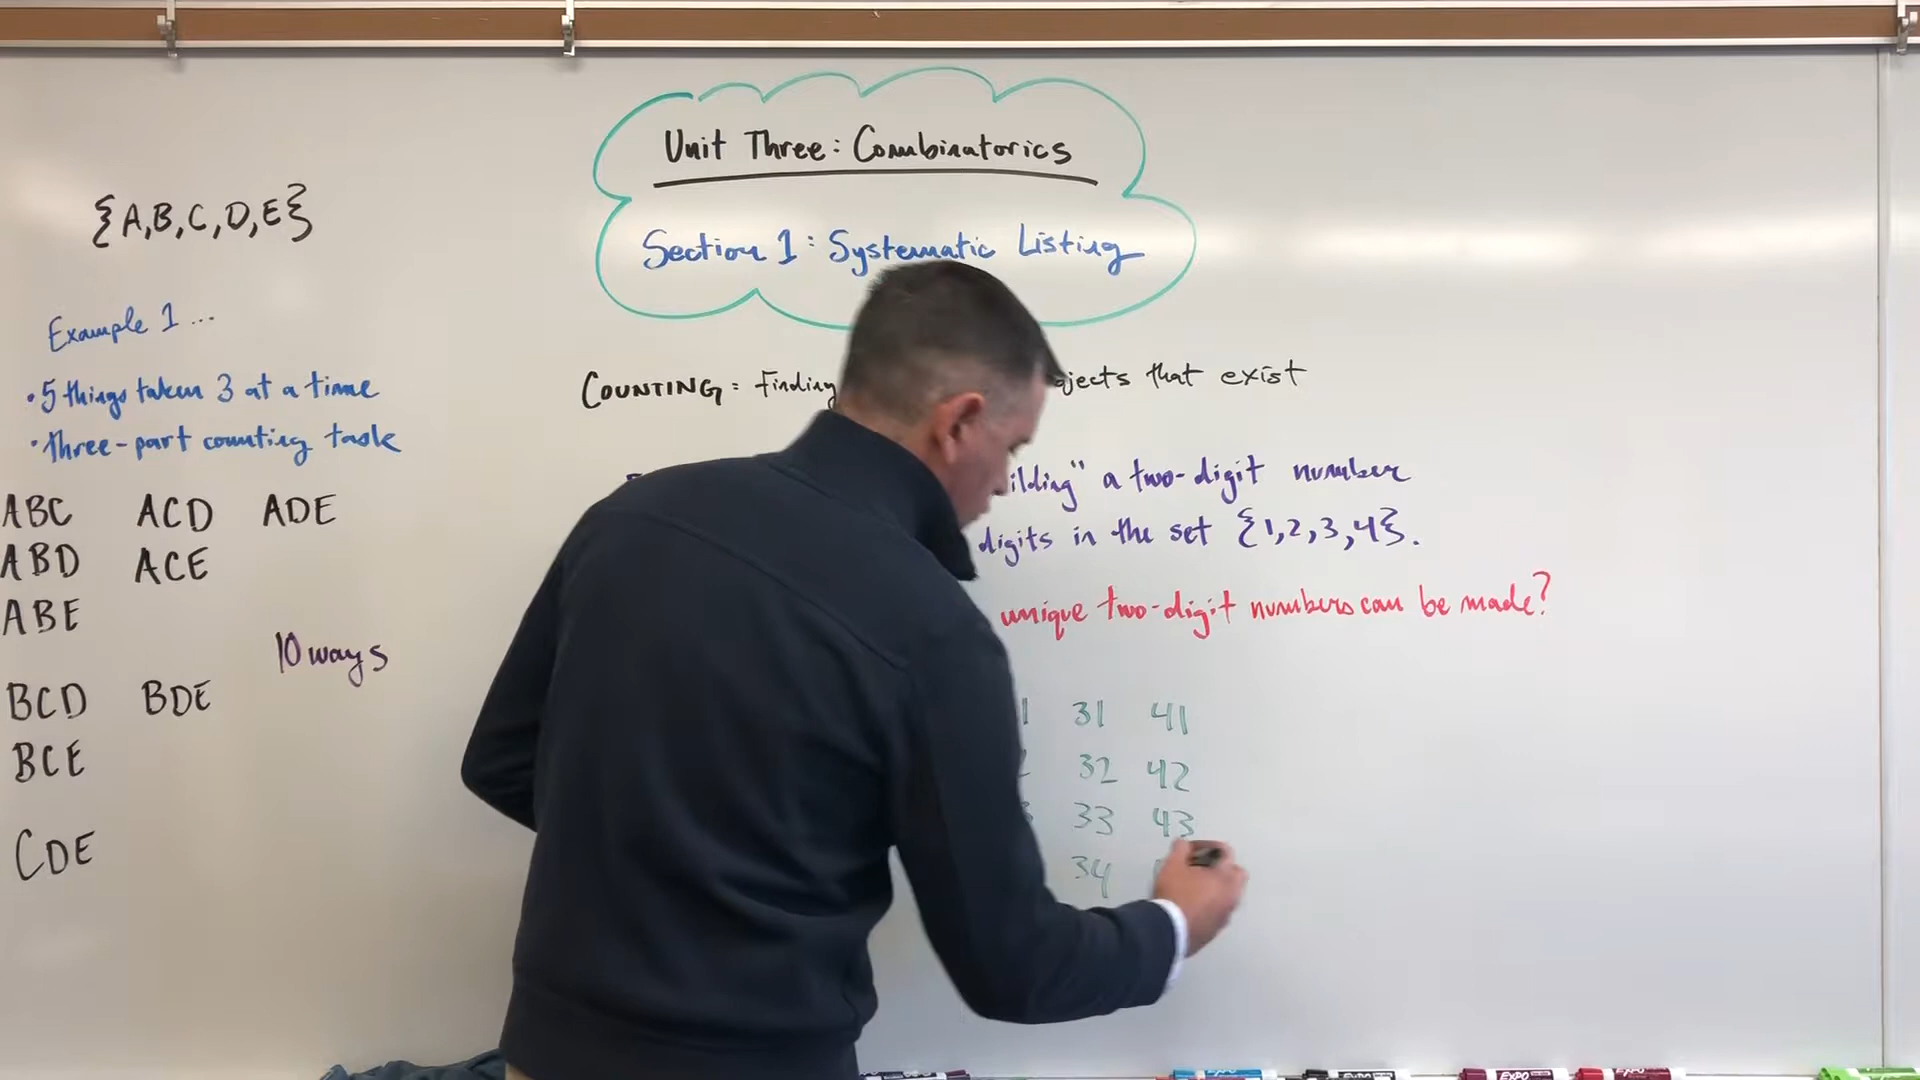 Unit Three: Combinatorics
Section 1: Systematic Listing
{A,B,C,D,E}
Example 1...
• 5 things taken 3 at a time
• three-part counting task
ABC ACD ADE
ABD ACE
ABE
10 ways
BCD BDE
BCE
CDE
COUNTING: Finding
that exist
a two-digit number
digits in the set {1,2,3,4}.
unique two-digit numbers can be made?
31 41
32 42
33 43
34
EXPO
EXPO